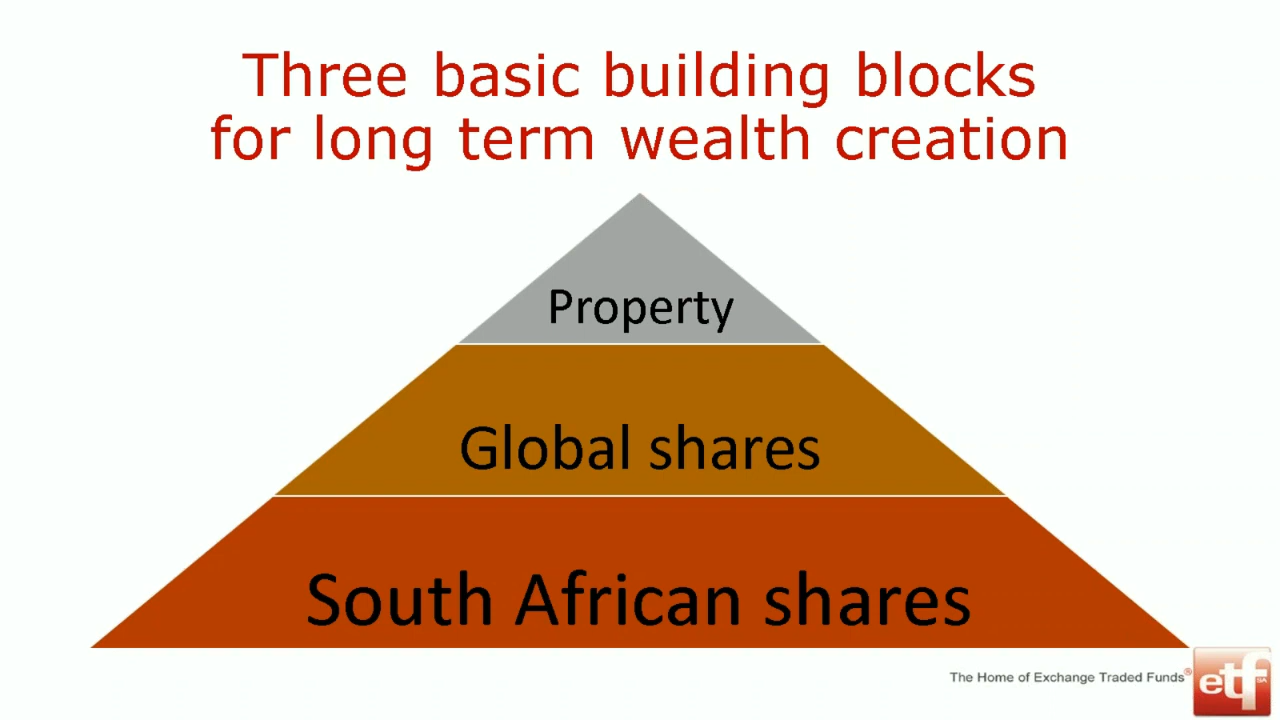 Three basic building blocks
for long term wealth creation
Property
Global shares
South African shares
The Home of Exchange Traded Funds®
etf
SA